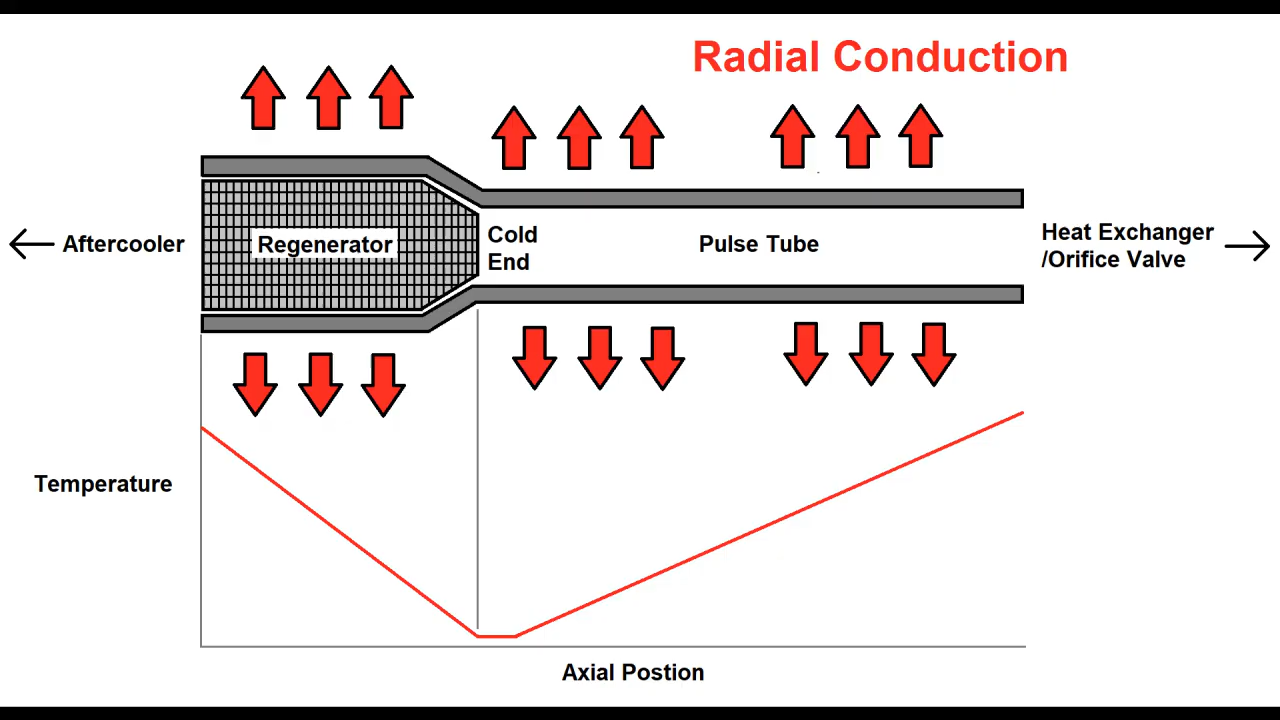 Radial Conduction
Aftercooler
Regenerator
Cold
End
Pulse Tube
Heat Exchanger
/Orifice Valve
Temperature
Axial Postion